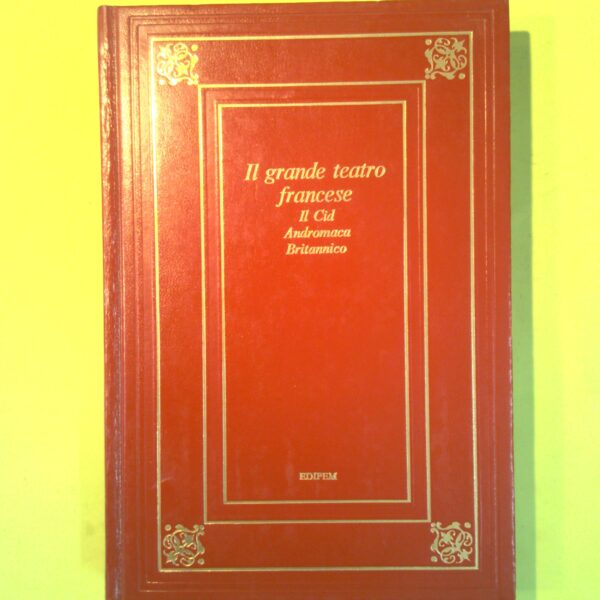 Il grande teatro
francese
Il Cid
Andromaca
Britannico
EDIPEM